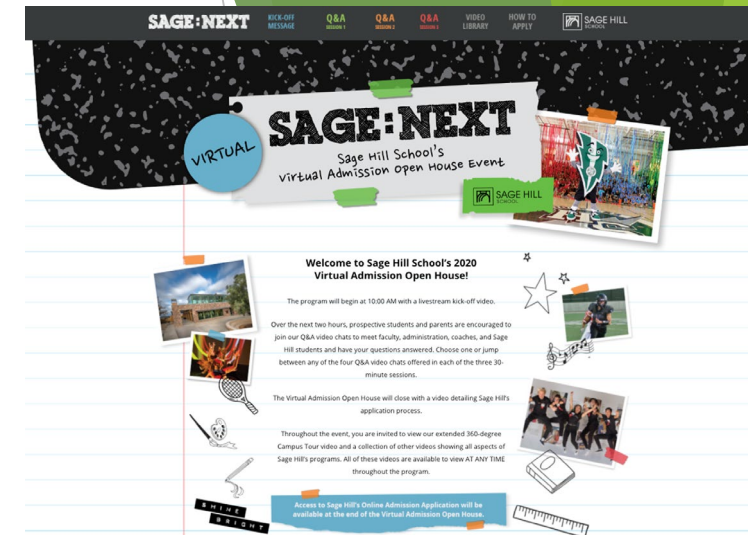 SAGE:NEXT
KICK-OFF
MESSAGE
Q&A
SESSION 1
Q&A
SESSION 2
Q&A
SESSION 3
VIDEO
LIBRARY
HOW TO
APPLY
SAGE HILL
SCHOOL
VIRTUAL
SAGE:NEXT
Sage Hill School's
Virtual Admission Open House Event
SAGE HILL
SCHOOL
Welcome to Sage Hill School's 2020
Virtual Admission Open House!
The program will begin at 10:00 AM with a livestream kick-off video.
Over the next two hours, prospective students and parents are encouraged to
join our Q&A video chats to meet faculty, administration, coaches, and Sage
Hill students and have your questions answered. Choose one or jump
between any of the four Q&A video chats offered in each of the three 30-
minute sessions.
The Virtual Admission Open House will close with a video detailing Sage Hill's
application process.
Throughout the event, you are invited to view our extended 360-degree
Campus Tour video and a collection of other videos showing all aspects of
Sage Hill's programs. All of these videos are available to view AT ANY TIME
throughout the program.
SHINE
BRIGHT
Access to Sage Hill's Online Admission Application will be
available at the end of the Virtual Admission Open House.